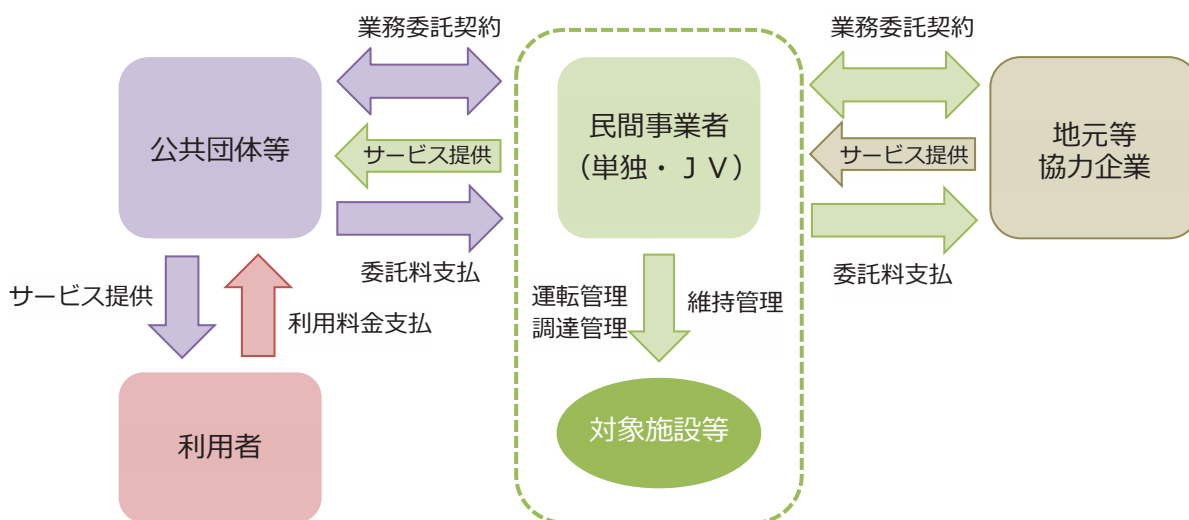 業務委託契約
業務委託契約
公共団体等
サービス提供
民間事業者
（単独・ＪＶ）
サービス提供
地元等
協力企業
委託料支払
委託料支払
サービス提供
利用料金支払
運転管理
調達管理
維持管理
利用者
対象施設等